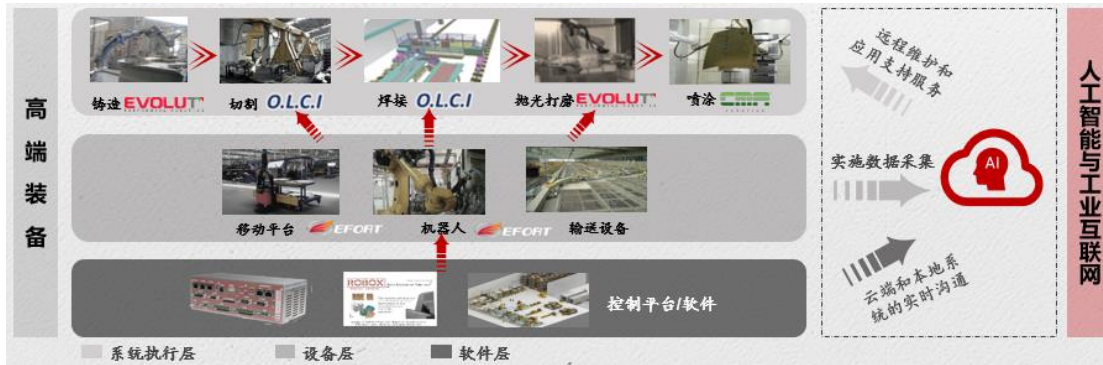 高端装备
铸造 EVOLUT
切割 O.L.C.I
焊接 O.L.C.I
抛光打磨 EVOLUT
喷涂 CMA
移动平台 EFORT
机器人 EFORT
输送设备
ROBOX
控制平台/软件
系统执行层
设备层
软件层
远程维护和
应用支持服务
实施数据采集
AI
云端和本地系
统的实时沟通
人工智能与工业互联网